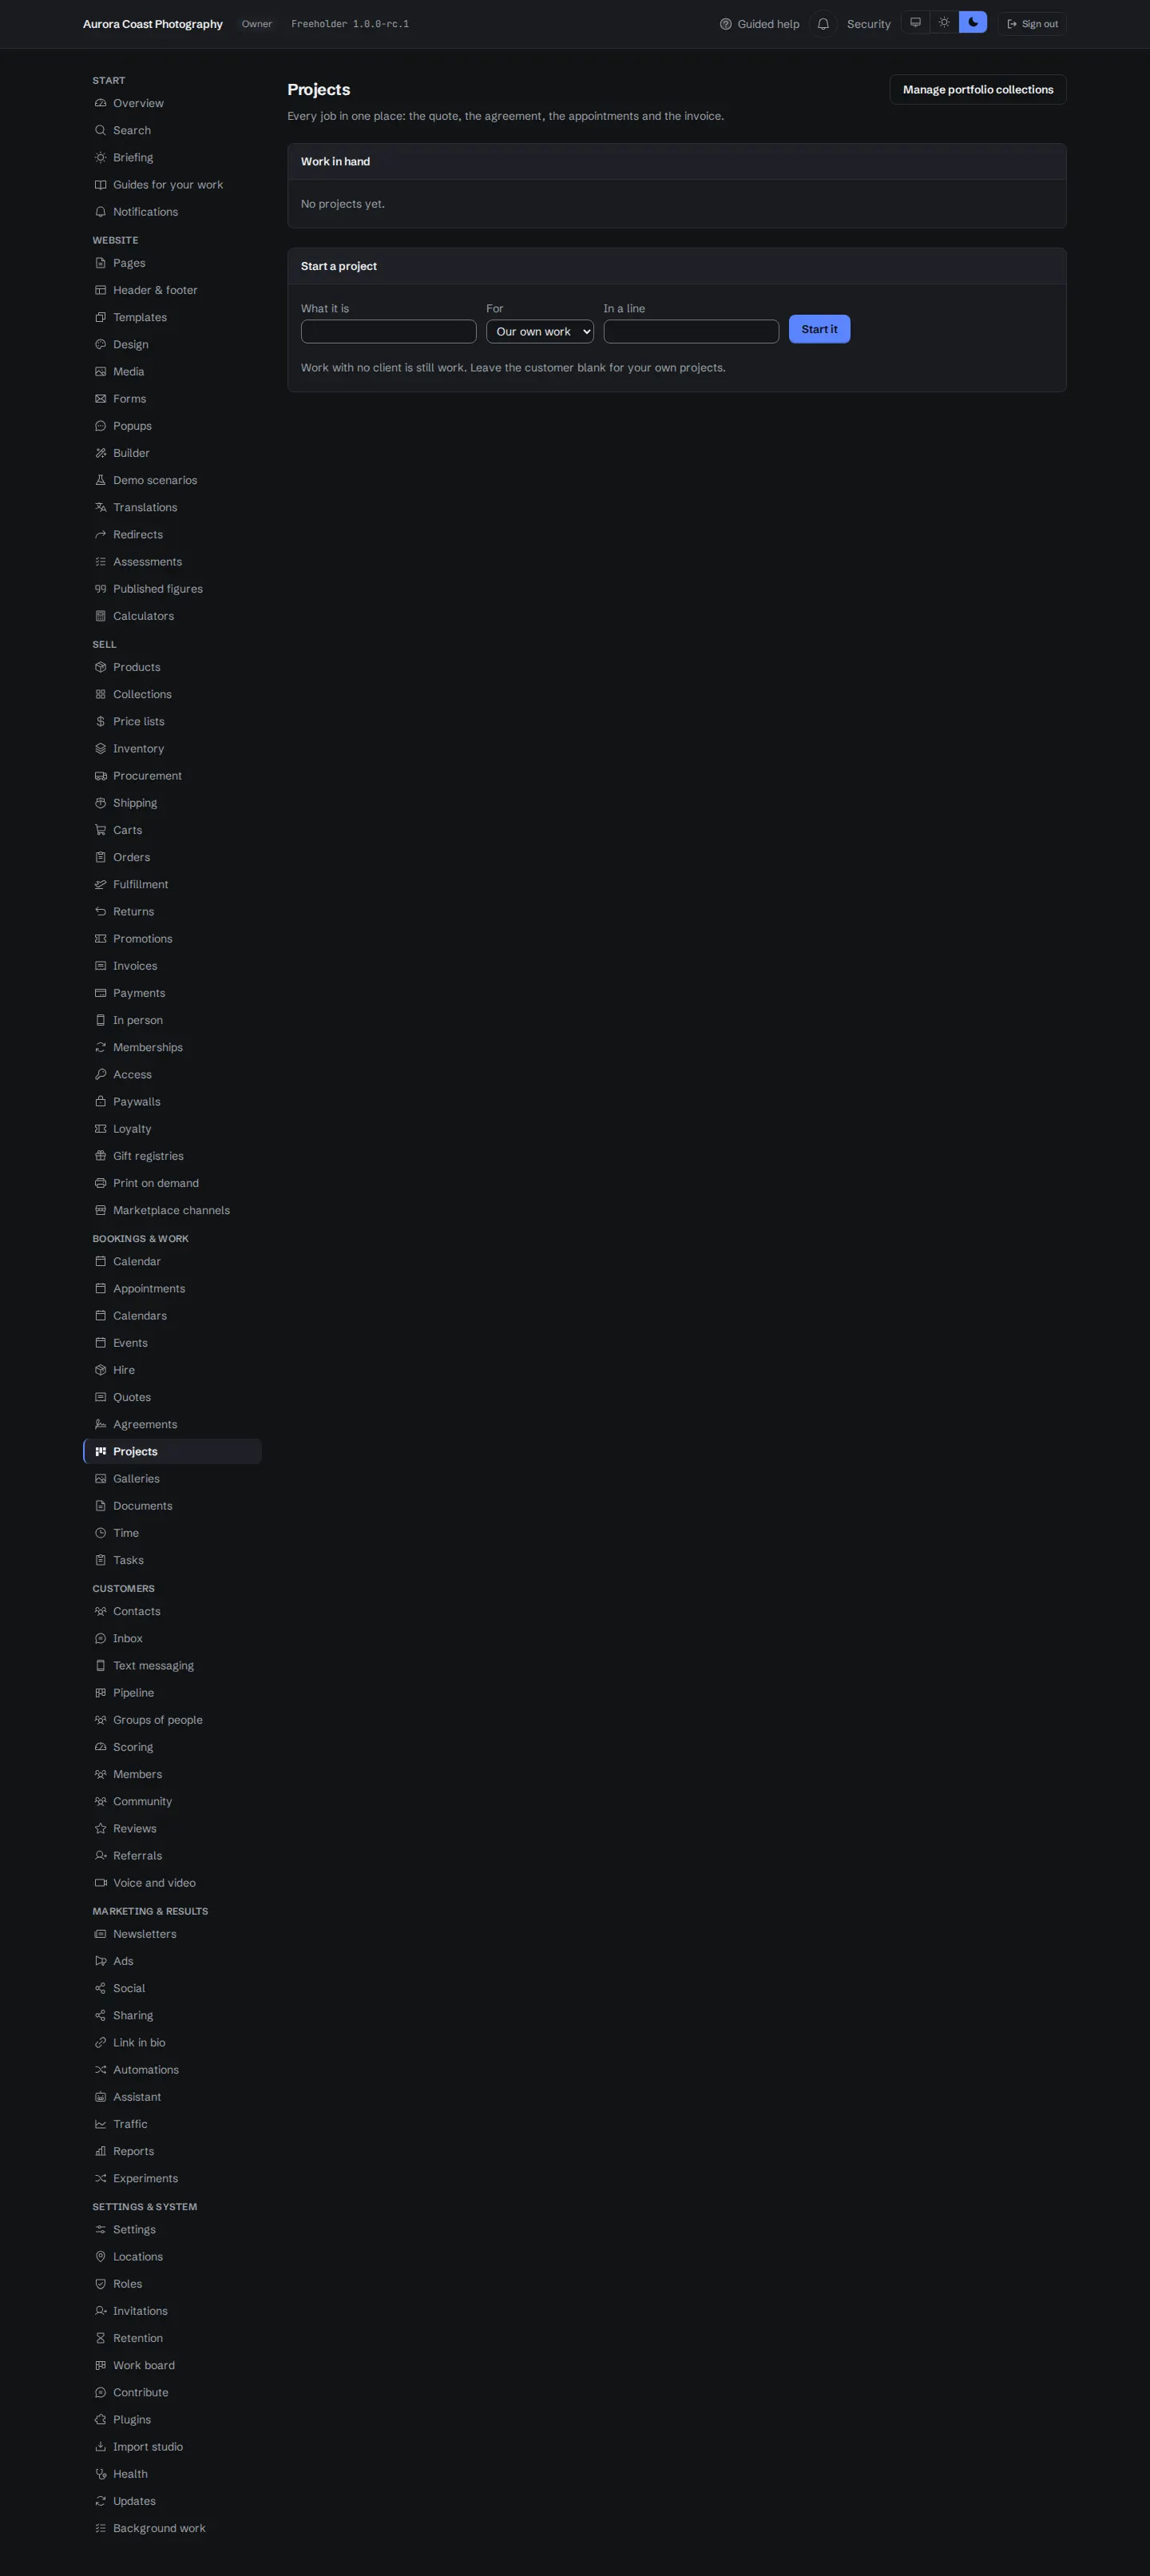 Aurora Coast Photography Owner Freeholder 1.0.0-rc.1 Guided help Security Sign out
START
Overview
Search
Briefing
Guides for your work
Notifications
WEBSITE
Pages
Header & footer
Templates
Design
Media
Forms
Popups
Builder
Demo scenarios
Translations
Redirects
Assessments
Published figures
Calculators
SELL
Products
Collections
Price lists
Inventory
Procurement
Shipping
Carts
Orders
Fulfillment
Returns
Promotions
Invoices
Payments
In person
Memberships
Access
Paywalls
Loyalty
Gift registries
Print on demand
Marketplace channels
BOOKINGS & WORK
Calendar
Appointments
Calendars
Events
Hire
Quotes
Agreements
Projects
Galleries
Documents
Time
Tasks
CUSTOMERS
Contacts
Inbox
Text messaging
Pipeline
Groups of people
Scoring
Members
Community
Reviews
Referrals
Voice and video
MARKETING & RESULTS
Newsletters
Ads
Social
Sharing
Link in bio
Automations
Assistant
Traffic
Reports
Experiments
SETTINGS & SYSTEM
Settings
Locations
Roles
Invitations
Retention
Work board
Contribute
Plugins
Import studio
Health
Updates
Background work
Projects
Manage portfolio collections
Every job in one place: the quote, the agreement, the appointments and the invoice.
Work in hand
No projects yet.
Start a project
What it is For In a line
Our own work Start it
Work with no client is still work. Leave the customer blank for your own projects.